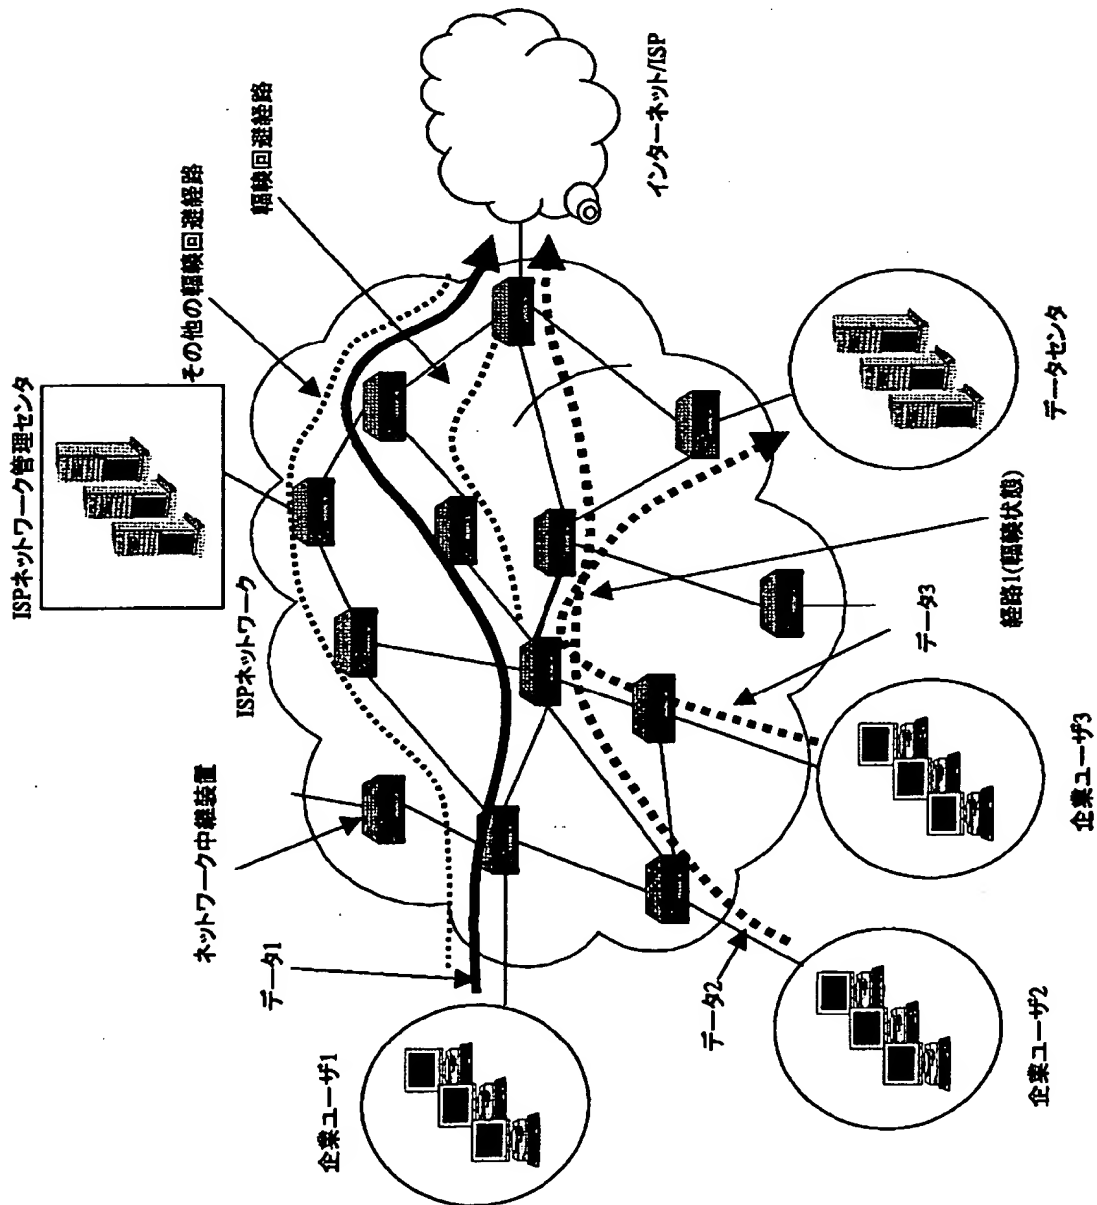 ISPネットワーク管理センタ
その他の輻輳回避経路
輻輳回避経路
インターネット/ISP
ISPネットワーク
ネットワーク中継装置
データ1
企業ユーザ1
データ2
企業ユーザ2
データ3
企業ユーザ3
経路1(輻輳状態)
データセンタ